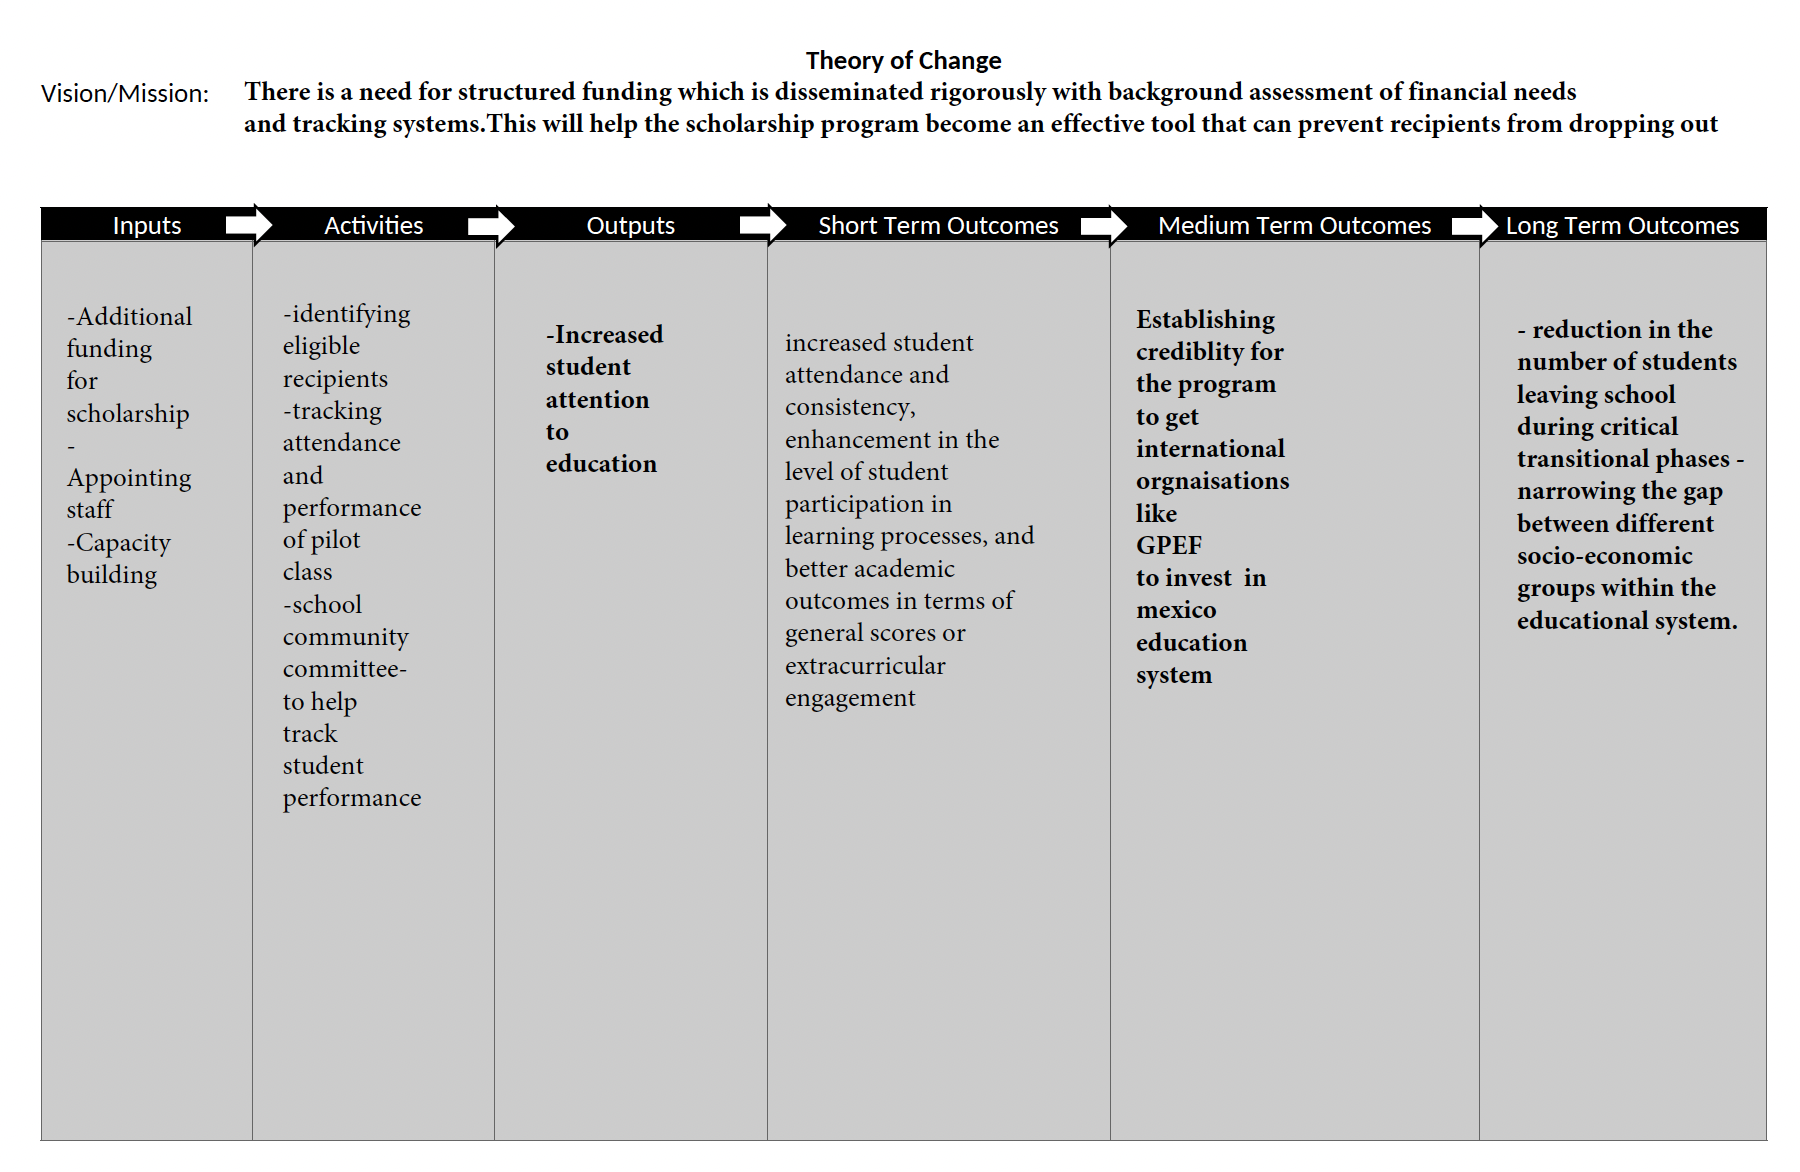 Theory of Change
Vision/Mission:
There is a need for structured funding which is disseminated rigorously with background assessment of financial needs
and tracking systems.This will help the scholarship program become an effective tool that can prevent recipients from dropping out
Inputs
Activities
Outputs
Short Term Outcomes
Medium Term Outcomes
Long Term Outcomes
-Additional
funding
for
scholarship
-
Appointing
staff
-Capacity
building
-identifying
eligible
recipients
-tracking
attendance
and
performance
of pilot
class
-school
community
committee-
to help
track
student
performance
-Increased
student
attention
to
education
increased student
attendance and
consistency,
enhancement in the
level of student
participation in
learning processes, and
better academic
outcomes in terms of
general scores or
extracurricular
engagement
Establishing
crediblity for
the program
to get
international
orgnaisations
like
GPEF
to invest  in
mexico
education
system
- reduction in the
number of students
leaving school
during critical
transitional phases -
narrowing the gap
between different
socio-economic
groups within the
educational system.